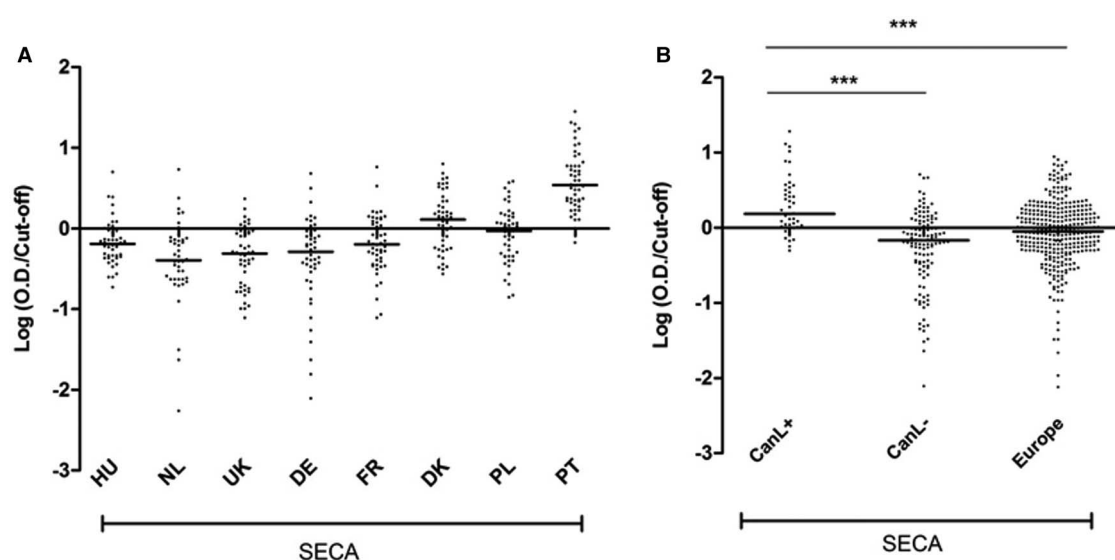 A
2
1
0
-1
-2
-3
Log (O.D./Cut-off)
HU NL UK DE FR DK PL PT
SECA
B
***
***
2
1
0
-1
-2
-3
Log (O.D./Cut-off)
CanL+ CanL- Europe
SECA